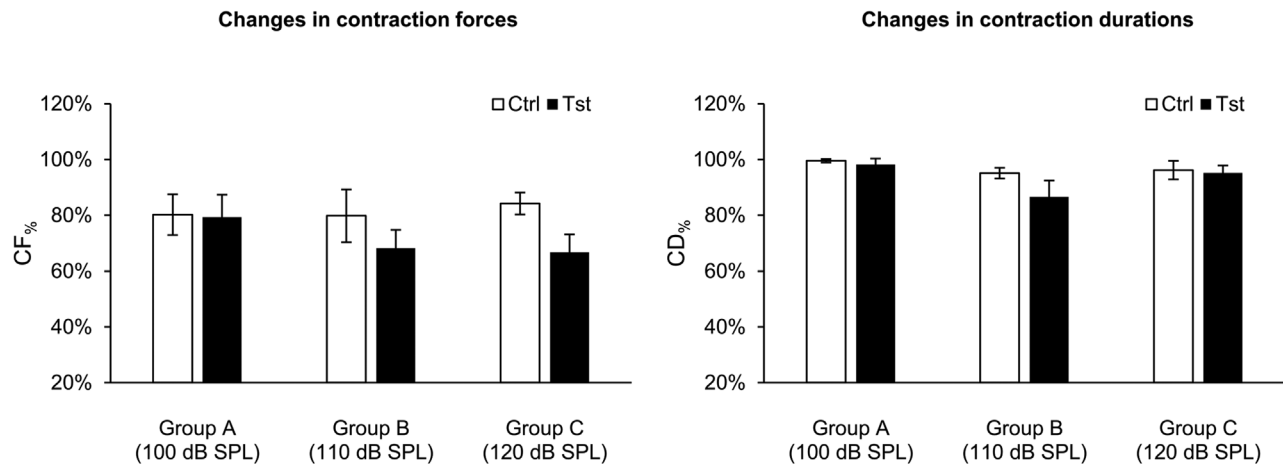 Changes in contraction forces
Ctrl Tst
120%
100%
80%
60%
40%
20%
CF%
Group A
(100 dB SPL)
Group B
(110 dB SPL)
Group C
(120 dB SPL)
Changes in contraction durations
Ctrl Tst
120%
100%
80%
60%
40%
20%
CD%
Group A
(100 dB SPL)
Group B
(110 dB SPL)
Group C
(120 dB SPL)